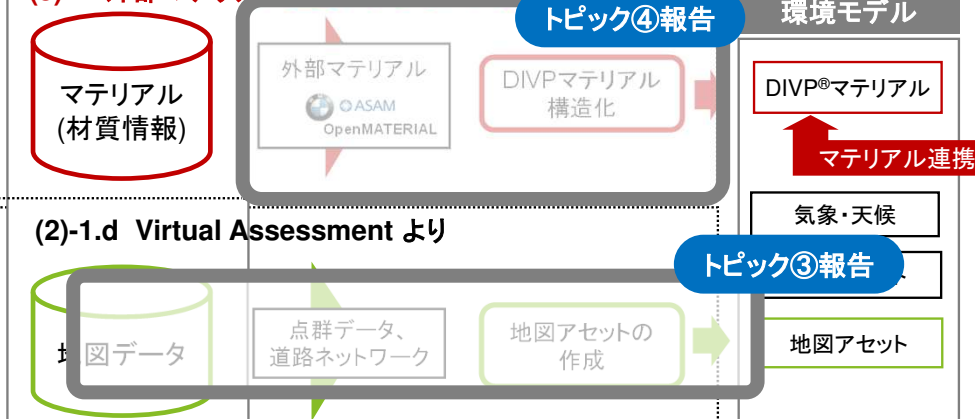 トピック④報告
環境モデル
マテリアル
(材質情報)
外部マテリアル
ASAM
OpenMATERIAL
DIVPマテリアル
構造化
DIVP®マテリアル
マテリアル連携
気象・天候
(2)-1.d Virtual Assessment より
トピック③報告
地図データ
点群データ、
道路ネットワーク
地図アセットの
作成
地図アセット